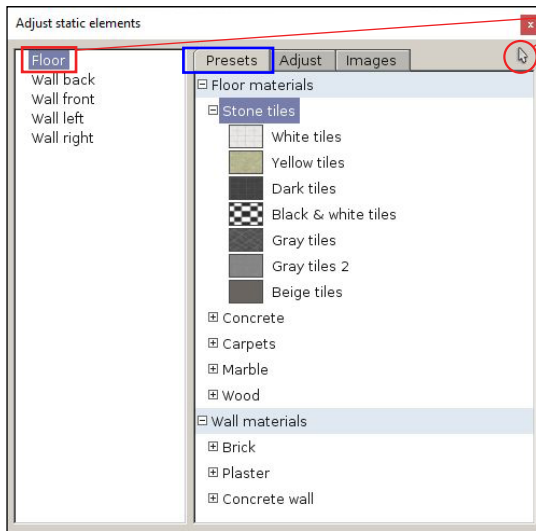 Adjust static elements
x
Floor
Wall back
Wall front
Wall left
Wall right
Presets Adjust Images
Floor materials
Stone tiles
White tiles
Yellow tiles
Dark tiles
Black & white tiles
Gray tiles
Gray tiles 2
Beige tiles
Concrete
Carpets
Marble
Wood
Wall materials
Brick
Plaster
Concrete wall